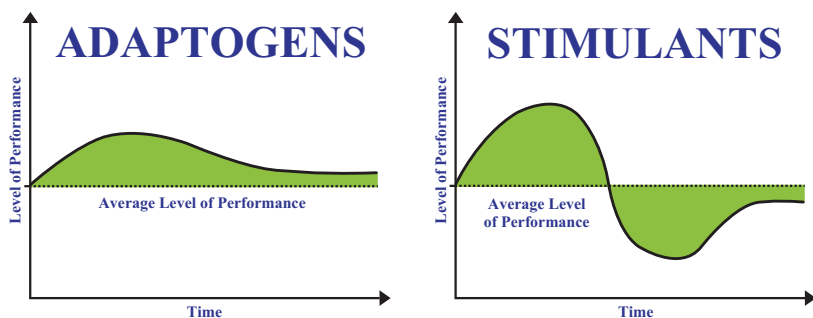 ADAPTOGENS
Level of Performance
Average Level of Performance
Time
STIMULANTS
Level of Performance
Average Level
of Performance
Time